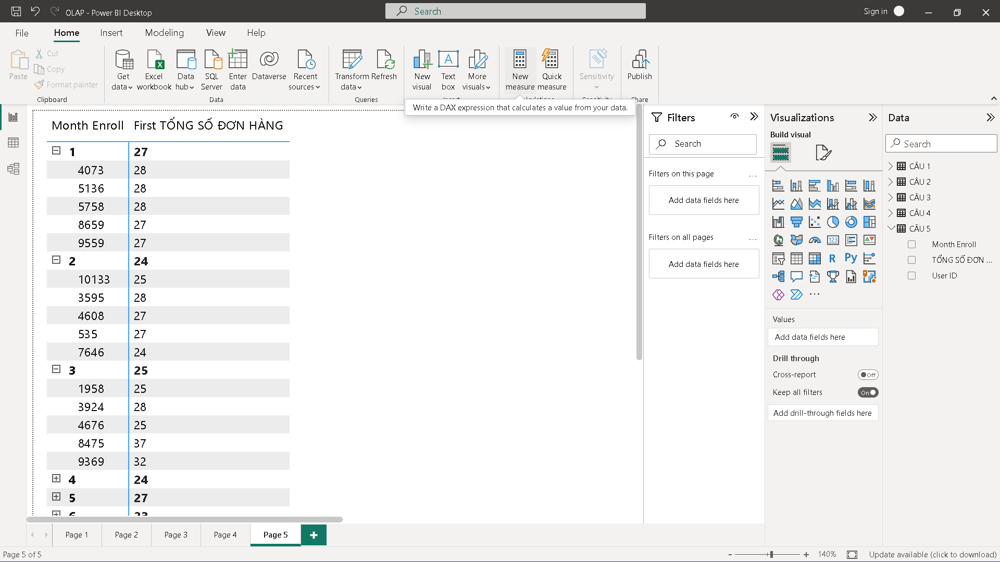 OLAP - Power BI Desktop
Search
Sign in
File
Home
Insert
Modeling
View
Help
Paste
Cut
Copy
Format painter
Clipboard
Get data
Excel workbook
Data hub
SQL Server
Enter data
Dataverse
Recent sources
Data
Transform data
Refresh
Queries
New visual
Text box
More visuals
New measure
Quick measure
Sensitivity
Publish
Share
Write a DAX expression that calculates a value from your data.
Month Enroll First TỔNG SỐ ĐƠN HÀNG
1 27
4073 28
5136 28
5758 28
8659 27
9559 27
2 24
10133 25
3595 28
4608 27
535 27
7646 24
3 25
1958 25
3924 28
4676 25
8475 37
9369 32
4 24
5 27
Filters
Search
Filters on this page
...
Add data fields here
Filters on all pages
...
Add data fields here
Visualizations
Build visual
123
R
Py
...
Values
Add data fields here
Drill through
Cross-report
Off
Keep all filters
On
Add drill-through fields here
Data
Search
CÂU 1
CÂU 2
CÂU 3
CÂU 4
CÂU 5
Month Enroll
TỔNG SỐ ĐƠN ...
User ID
Page 1
Page 2
Page 3
Page 4
Page 5
Page 5 of 5
- + 140%
Update available (click to download)